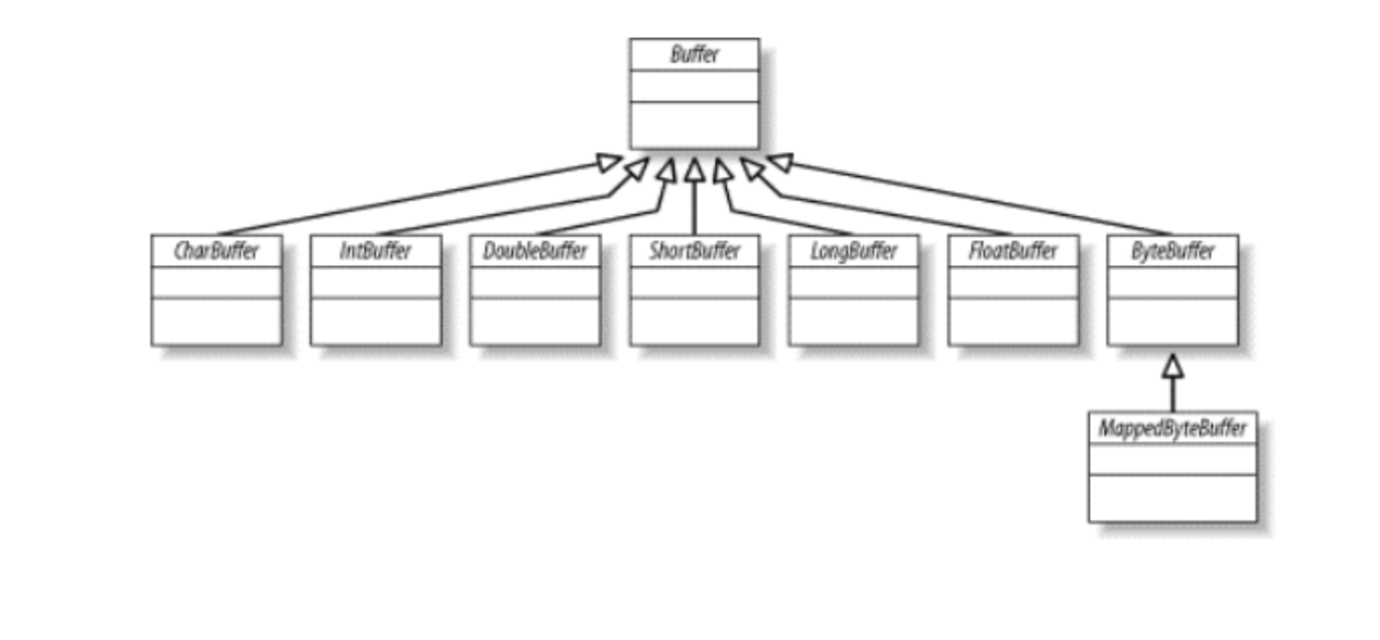 Buffer
CharBuffer
IntBuffer
DoubleBuffer
ShortBuffer
LongBuffer
FloatBuffer
ByteBuffer
MappedByteBuffer